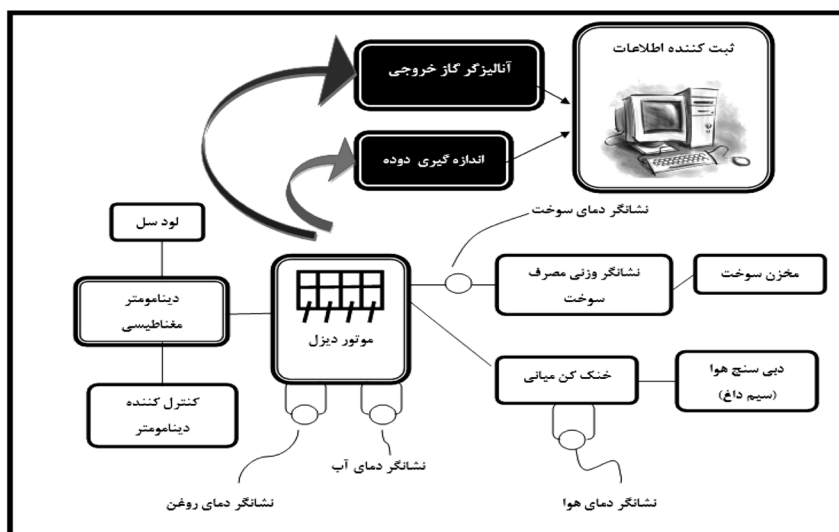 ثبت کننده اطلاعات
آنالیزگر گاز خروجی
اندازه گیری دوده
نشانگر دمای سوخت
لود سل
مخزن سوخت
نشانگر وزنی مصرف
سوخت
دینامومتر
مغناطیسی
موتور دیزل
دبی سنج هوا
(سیم داغ)
خنک کن میانی
کنترل کننده
دینامومتر
نشانگر دمای آب
نشانگر دمای هوا
نشانگر دمای روغن